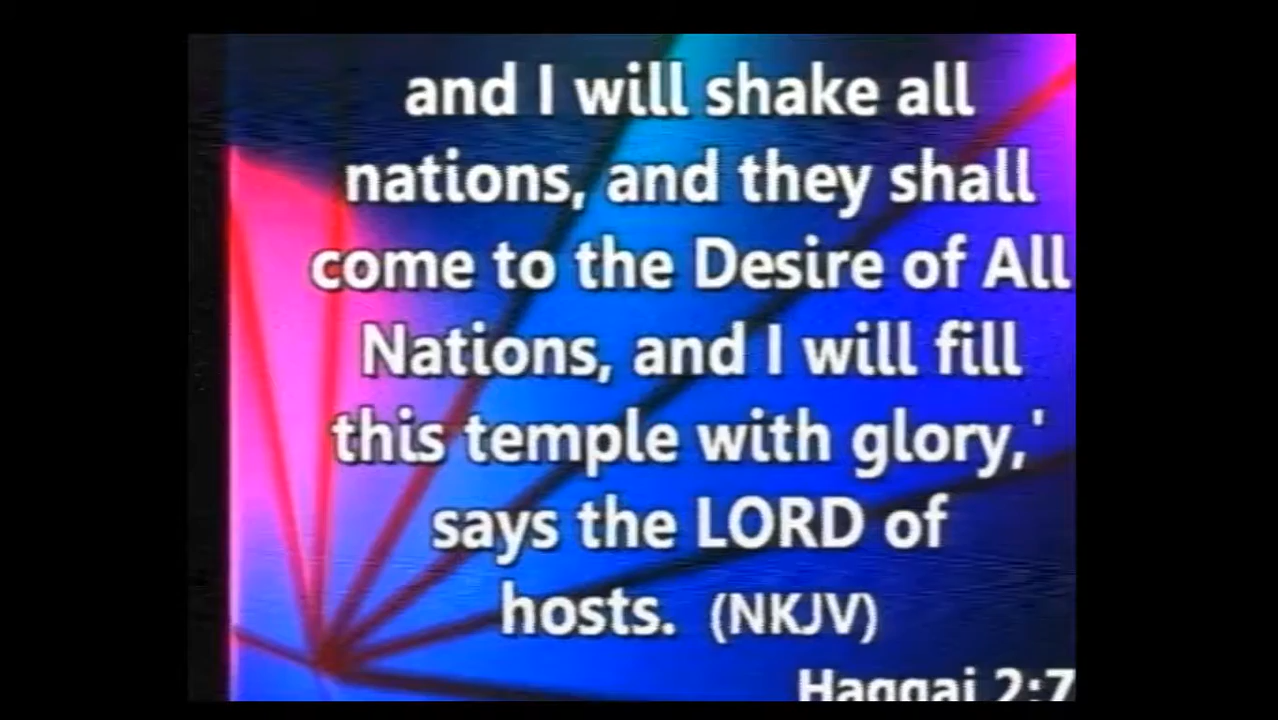 and I will shake all
nations, and they shall
come to the Desire of All
Nations, and I will fill
this temple with glory,'
says the LORD of
hosts. (NKJV)
Haggai 2:7